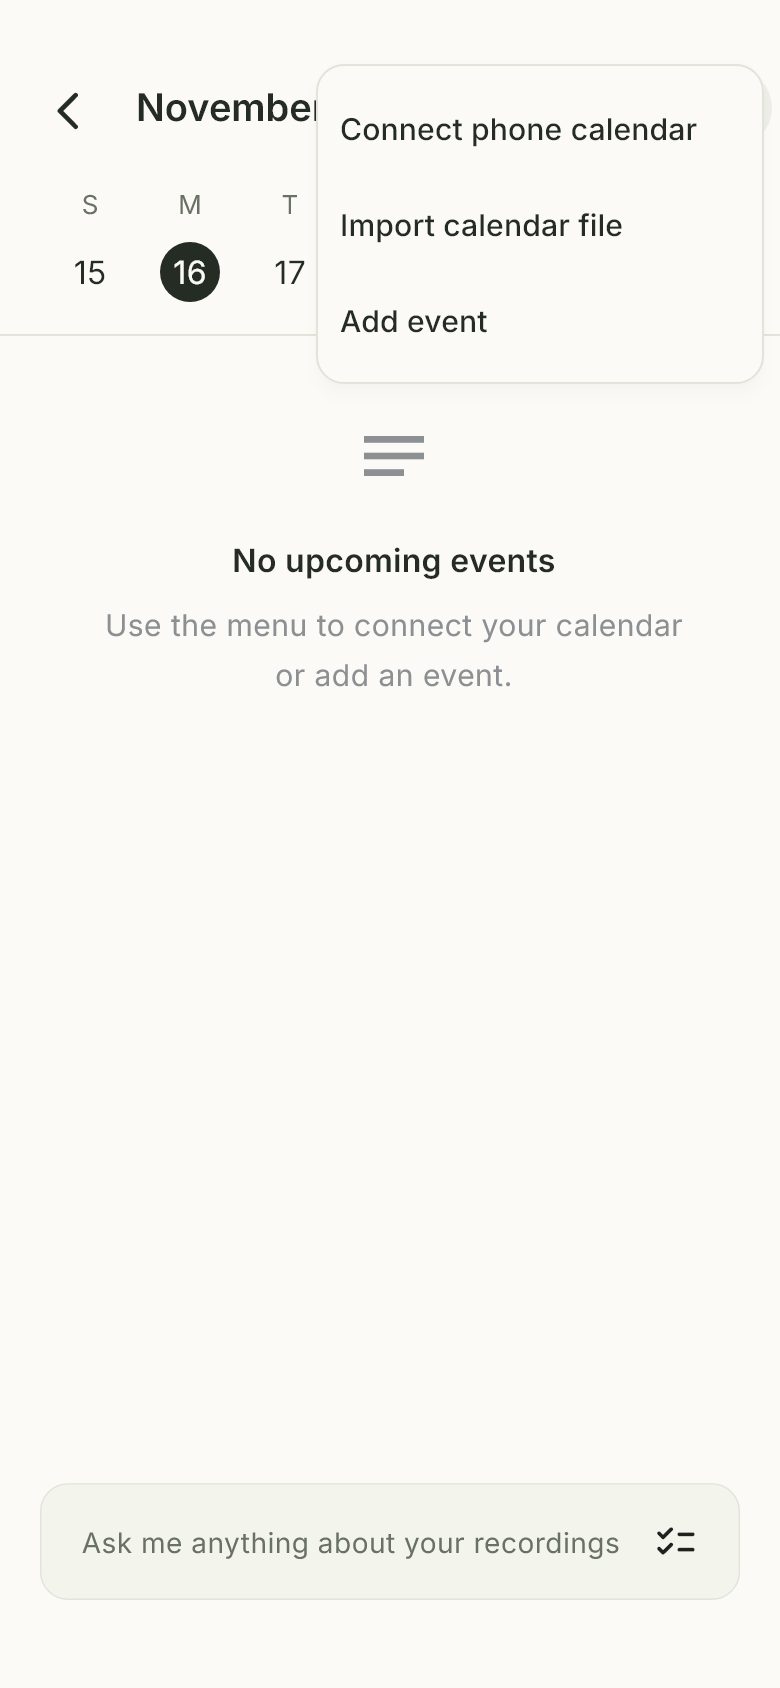 November
Connect phone calendar
Import calendar file
Add event
S M T
15 16 17
No upcoming events
Use the menu to connect your calendar
or add an event.
Ask me anything about your recordings